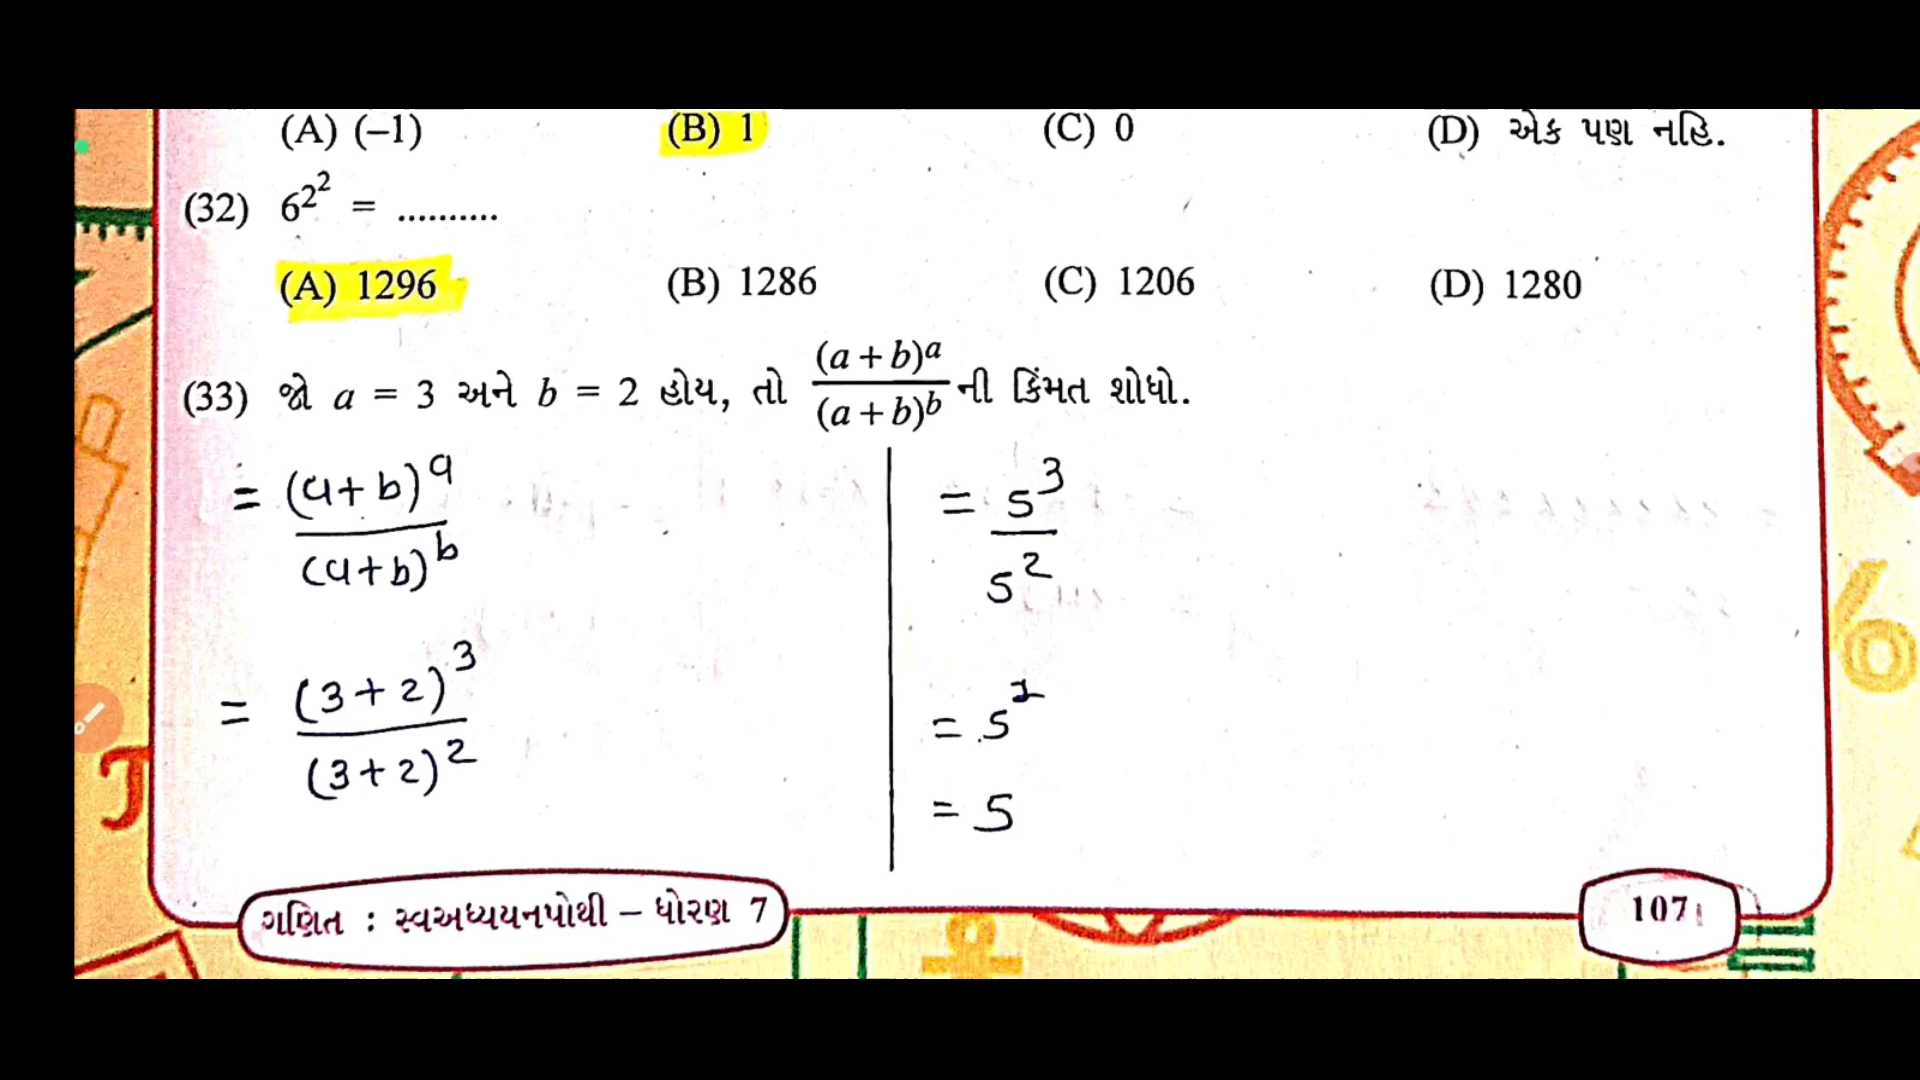 (A) (–1) (B) 1 (C) 0 (D) એક પણ નહિ.
(32) 6^2^2 = ..........
(A) 1296 (B) 1286 (C) 1206 (D) 1280
(33) જો a = 3 અને b = 2 હોય, તો (a + b)^a / (a + b)^b ની કિંમત શોધો.
= (a+b)^a / (a+b)^b
= (3+2)^3 / (3+2)^2
= 5^3 / 5^2
= 5^1
= 5
ગણિત : સ્વઅધ્યયનપોથી – ધોરણ 7
107